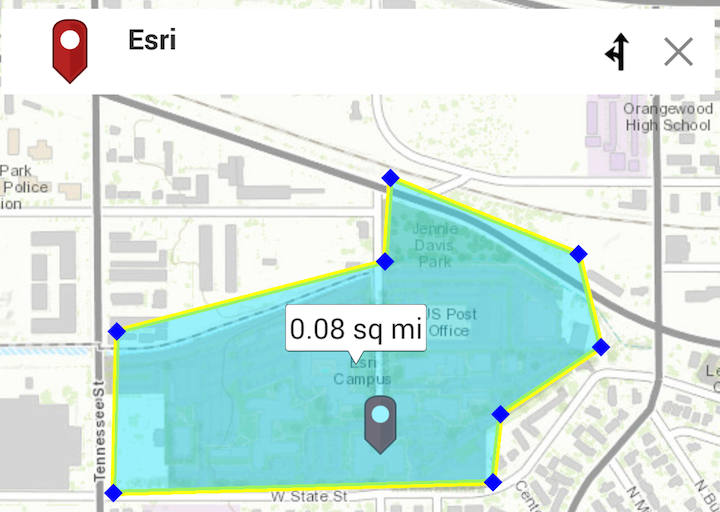 Esri
Orangewood
High School
Park
Police
ion
Jennie
Davis
Park
US Post
Office
0.08 sq mi
Esri
Campus
Tennessee St
W State St
Le
Cent
N M
N Bu